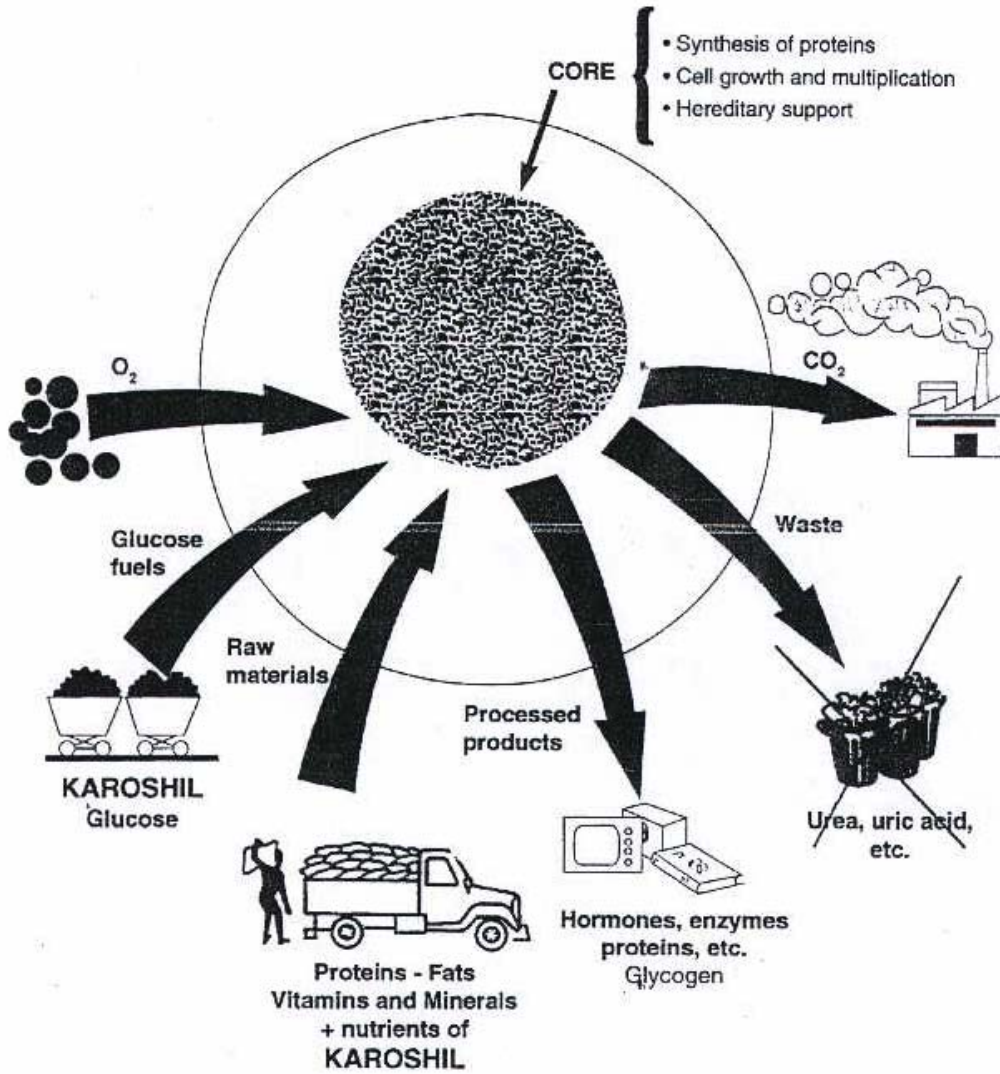 CORE
• Synthesis of proteins
• Cell growth and multiplication
• Hereditary support
O₂
CO₂
Glucose
fuels
Waste
Raw
materials
Processed
products
KAROSHIL
Glucose
Urea, uric acid,
etc.
Hormones, enzymes
proteins, etc.
Glycogen
Proteins - Fats
Vitamins and Minerals
+ nutrients of
KAROSHIL